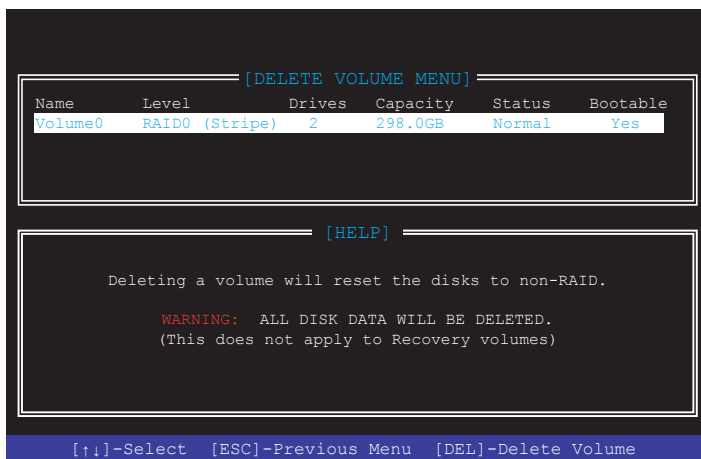 [DELETE VOLUME MENU]
Name Level Drives Capacity Status Bootable
Volume0 RAID0 (Stripe) 2 298.0GB Normal Yes
[HELP]
Deleting a volume will reset the disks to non-RAID.
WARNING: ALL DISK DATA WILL BE DELETED.
(This does not apply to Recovery volumes)
[↑↓]-Select [ESC]-Previous Menu [DEL]-Delete Volume